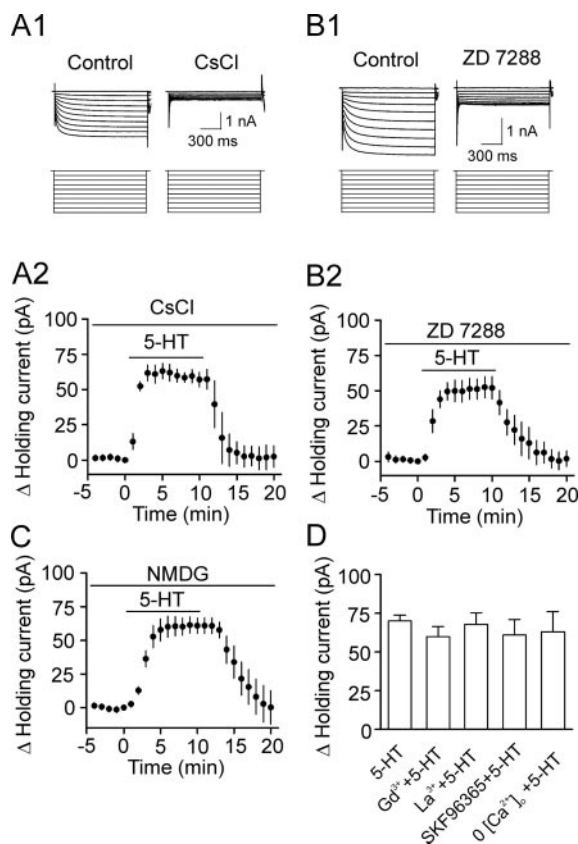 A1
B1
Control
CsCl
Control
ZD 7288
1 nA
300 ms
1 nA
300 ms
A2
CsCl
5-HT
Δ Holding current (pA)
100
75
50
25
0
-5 0 5 10 15 20
Time (min)
B2
ZD 7288
5-HT
Δ Holding current (pA)
100
75
50
25
0
-5 0 5 10 15 20
Time (min)
C
NMDG
5-HT
Δ Holding current (pA)
100
75
50
25
0
-5 0 5 10 15 20
Time (min)
D
Δ Holding current (pA)
100
75
50
25
0
5-HT
Gd³⁺+5-HT
La³⁺+5-HT
SKF96365+5-HT
0 [Ca²⁺]ₒ +5-HT